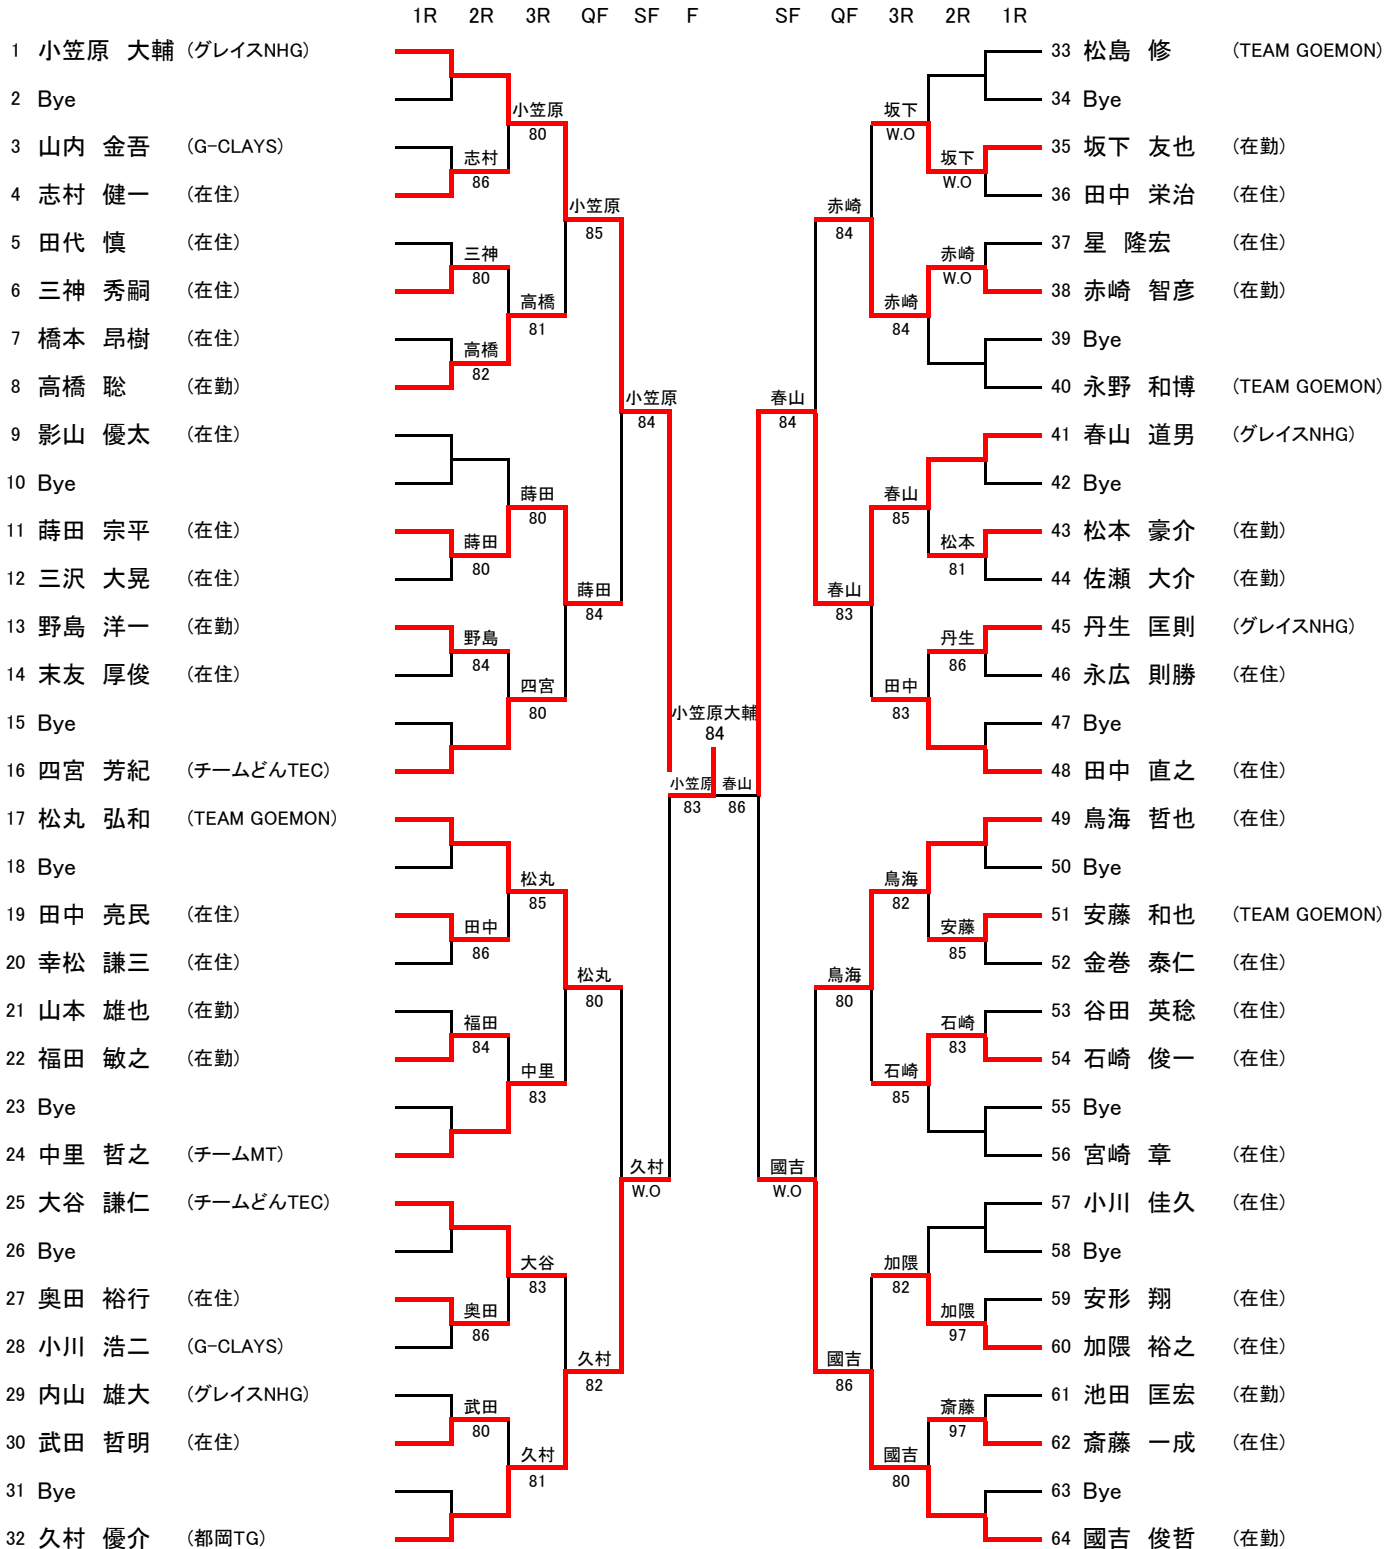 1R 2R 3R QF SF F SF QF 3R 2R 1R
1 小笠原 大輔 (グレイスNHG)
2 Bye
3 山内 金吾 (G-CLAYS)
4 志村 健一 (在住)
5 田代 慎 (在住)
6 三神 秀嗣 (在住)
7 橋本 昂樹 (在住)
8 高橋 聡 (在勤)
9 影山 優太 (在住)
10 Bye
11 蒔田 宗平 (在住)
12 三沢 大晃 (在住)
13 野島 洋一 (在勤)
14 末友 厚俊 (在住)
15 Bye
16 四宮 芳紀 (チームどんTEC)
17 松丸 弘和 (TEAM GOEMON)
18 Bye
19 田中 亮民 (在住)
20 幸松 謙三 (在住)
21 山本 雄也 (在勤)
22 福田 敏之 (在勤)
23 Bye
24 中里 哲之 (チームMT)
25 大谷 謙仁 (チームどんTEC)
26 Bye
27 奥田 裕行 (在住)
28 小川 浩二 (G-CLAYS)
29 内山 雄大 (グレイスNHG)
30 武田 哲明 (在住)
31 Bye
32 久村 優介 (都岡TG)
志村
86
三神
80
高橋
82
蒔田
80
野島
84
田中
86
福田
84
奥田
86
武田
80
小笠原
80
高橋
81
蒔田
80
四宮
80
松丸
85
中里
83
大谷
83
久村
81
小笠原
85
蒔田
84
松丸
80
久村
82
小笠原
84
久村
W.O
小笠原
83
小笠原大輔
84
春山
86
春山
84
國吉
W.O
赤崎
84
春山
83
鳥海
80
國吉
86
坂下
W.O
赤崎
84
春山
85
田中
83
鳥海
82
石崎
85
加隈
82
國吉
80
坂下
W.O
赤崎
W.O
松本
81
丹生
86
安藤
85
石崎
83
加隈
97
斎藤
97
33 松島 修 (TEAM GOEMON)
34 Bye
35 坂下 友也 (在勤)
36 田中 栄治 (在住)
37 星 隆宏 (在住)
38 赤崎 智彦 (在勤)
39 Bye
40 永野 和博 (TEAM GOEMON)
41 春山 道男 (グレイスNHG)
42 Bye
43 松本 豪介 (在勤)
44 佐瀬 大介 (在勤)
45 丹生 匡則 (グレイスNHG)
46 永広 則勝 (在住)
47 Bye
48 田中 直之 (在住)
49 鳥海 哲也 (在住)
50 Bye
51 安藤 和也 (TEAM GOEMON)
52 金巻 泰仁 (在住)
53 谷田 英稔 (在住)
54 石崎 俊一 (在住)
55 Bye
56 宮崎 章 (在住)
57 小川 佳久 (在住)
58 Bye
59 安形 翔 (在住)
60 加隈 裕之 (在住)
61 池田 匡宏 (在勤)
62 斎藤 一成 (在住)
63 Bye
64 國吉 俊哲 (在勤)